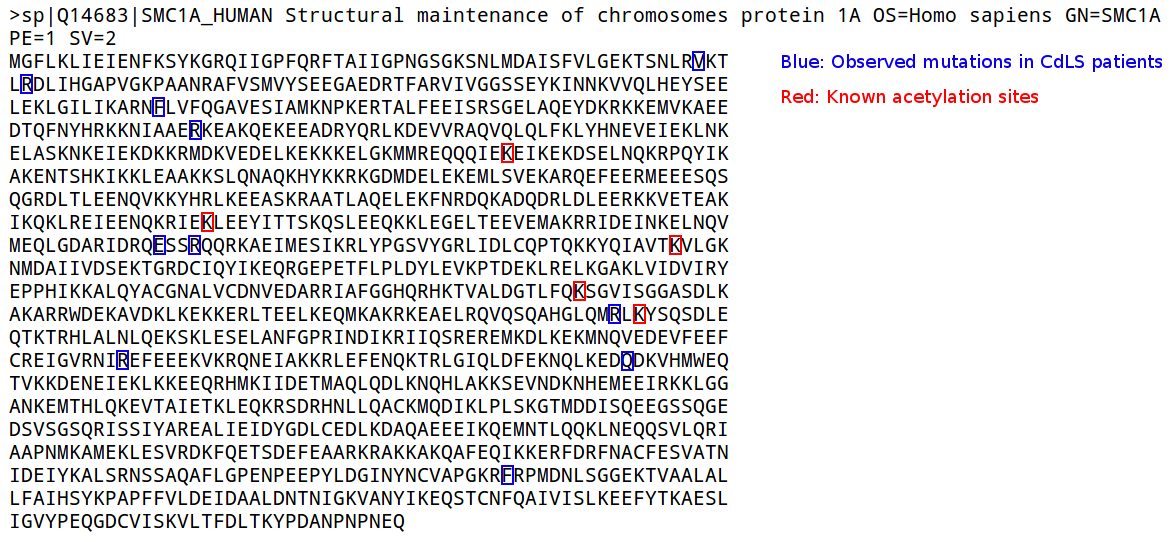 >sp|Q14683|SMC1A_HUMAN Structural maintenance of chromosomes protein 1A OS=Homo sapiens GN=SMC1A
PE=1 SV=2
MGFLKLIEIENFKSYKGRQIIGPFQRFTAIIGPNGSGKSNLMDAISFVLGEKTSNLRVKT
Blue: Observed mutations in CdLS patients
LRDLIHGAPVGKPAANRAFVSMVYSEEGAEDRTFARVIVGGSSEYKINNKVVQLHEYSEE
Red: Known acetylation sites
LEKLGILIKARNFLVFQGAVESIAMKNPKERTALFEEISRSGELAQEYDKRKKEMVKAEE
DTQFNYHRKKNIAAERKEAKQEKEEADRYQRLKDEVVRAQVQLQLFKLYHNEVEIEKLNK
ELASKNKEIEKDKKRMDKVEDELKEKKKELGKMMREQQQIEKEIKEKDSELNQKRPQYIK
AKENTSHKIKKLEAAKKSLQNAQKHYKKRKGDMDELEKEMLSVEKARQEFEERMEEESQS
QGRDLTLEENQVKKYHRLKEEASKRAATLAQELEKFNRDQKADQDRLDLEERKKVETEAK
IKQKLREIEENQKRIEKLEEYITTSKQSLEEQKKLEGELTEEVEMAKRRIDEINKELNQV
MEQLGDARIDRQESSRQQRKAEIMESIKRLYPGSVYGRLIDLCQPTQKKYQIAVTKVLGK
NMDAIIVDSEKTGRDCIQYIKEQRGEPETFLPLDYLEVKPTDEKLRELKGAKLVIDVIRY
EPPHIKKALQYACGNALVCDNVEDARRIAFGGHQRHKTVALDGTLFQKSGVISGGASDLK
AKARRWDEKAVDKLKEKKERLTEELKEQMKAKRKEAELRQVQSQAHGLQMRLKYSQSDLE
QTKTRHLALNLQEKSKLESELANFGPRINDIKRIIQSREREMKDLKEKMNQVEDEVFEEF
CREIGVRNIREFEEEKVKRQNEIAKKRLEFENQKTRLGIQLDFEKNQLKEDQDKVHMWEQ
TVKKDENEIEKLKKEEQRHMKIIDETMAQLQDLKNQHLAKKSEVNDKNHEMEEIRKKLGG
ANKEMTHLQKEVTAIETKLEQKRSDRHNLLQACKMQDIKLPLSKGTMDDISQEEGSSQGE
DSVSGSQRISSIYAREALIEIDYGDLCEDLKDAQAEEEIKQEMNTLQQKLNEQQSVLQRI
AAPNMKAMEKLESVRDKFQETSDEFEAARKRAKKAKQAFEQIKKERFDRFNACFESVATN
IDEIYKALSRNSSAQAFLGPENPEEPYLDGINYNCVAPGKRFRPMDNLSGGEKTVAALAL
LFAIHSYKPAPFFVLDEIDAALDNTNIGKVANYIKEQSTCNFQAIVISLKEEFYTKAESL
IGVYPEQGDCVISKVLTFDLTKYPDANPNPNEQ